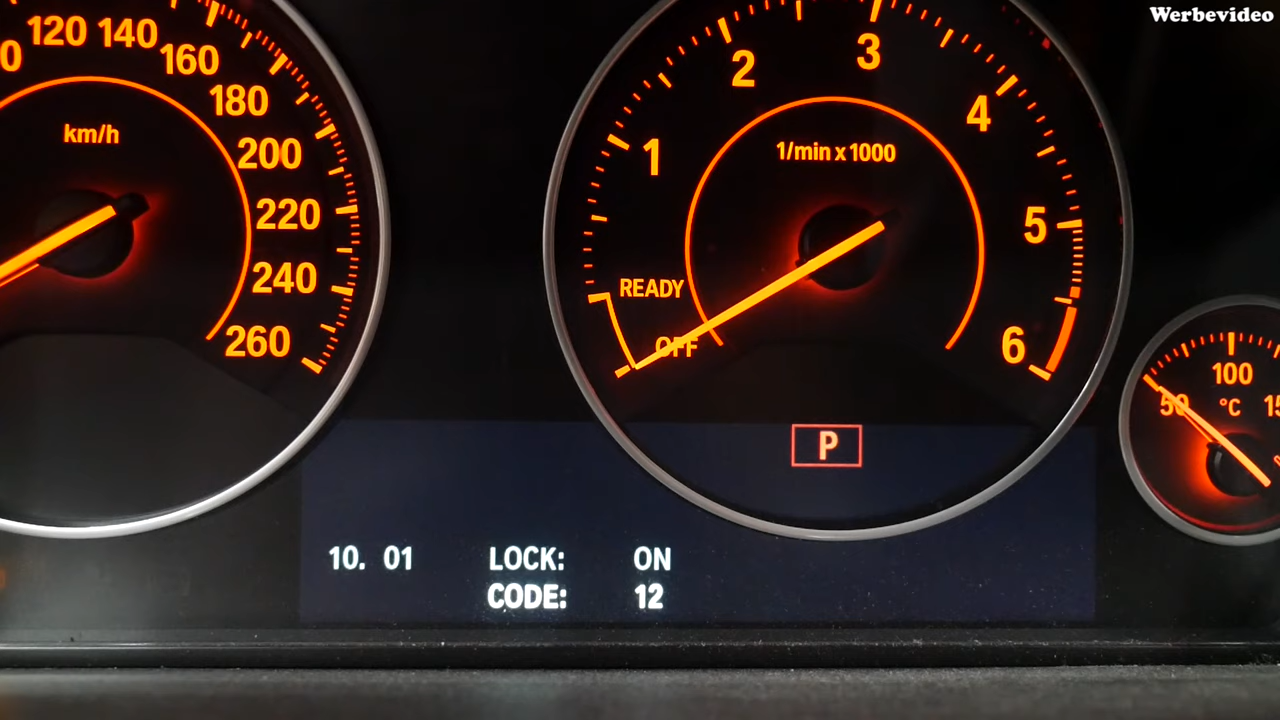 Werbevideo
120 140
160
180
km/h
200
220
240
260
1
2
3
4
5
6
1/min x 1000
READY
OFF
P
50
100
°C
10. 01 LOCK: ON
CODE: 12